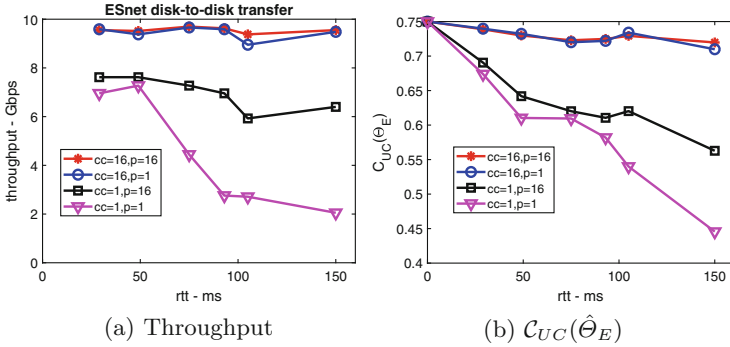 ESnet disk-to-disk transfer
10
8
6
4
2
0
throughput - Gbps
cc=16,p=16
cc=16,p=1
cc=1,p=16
cc=1,p=1
0
50
100
150
rtt - ms
(a) Throughput
0.75
0.7
0.65
0.6
0.55
0.5
0.45
0.4
C_UC(Θ_E)
cc=16,p=16
cc=16,p=1
cc=1,p=16
cc=1,p=1
0
50
100
150
rtt - ms
(b) 𝒞_UC(Θ̂_E)